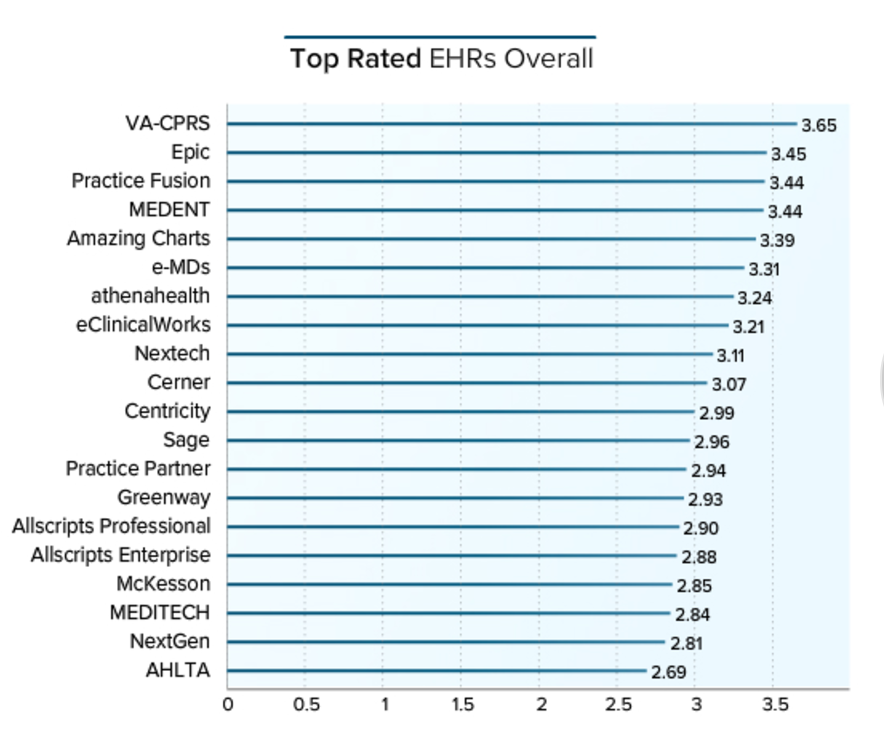 Top Rated EHRs Overall
VA-CPRS 3.65
Epic 3.45
Practice Fusion 3.44
MEDENT 3.44
Amazing Charts 3.39
e-MDs 3.31
athenahealth 3.24
eClinicalWorks 3.21
Nextech 3.11
Cerner 3.07
Centricity 2.99
Sage 2.96
Practice Partner 2.94
Greenway 2.93
Allscripts Professional 2.90
Allscripts Enterprise 2.88
McKesson 2.85
MEDITECH 2.84
NextGen 2.81
AHLTA 2.69
0 0.5 1 1.5 2 2.5 3 3.5